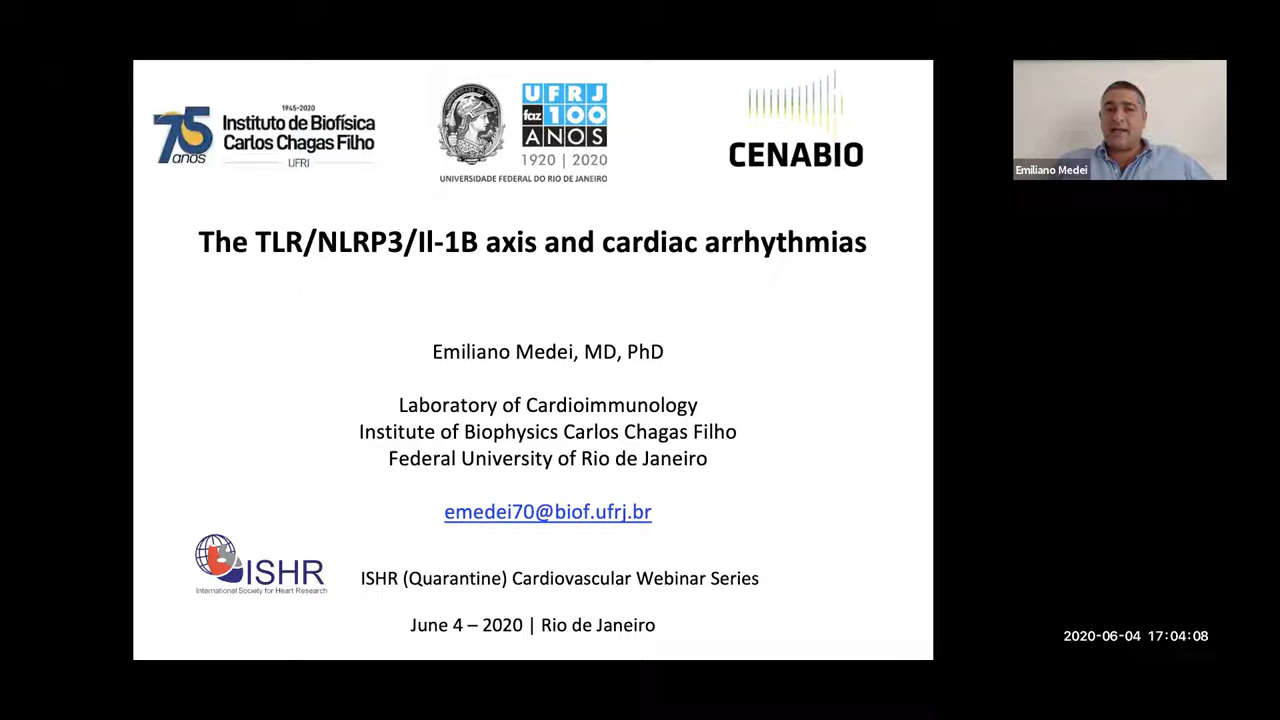 75
anos
1945-2020
Instituto de Biofísica
Carlos Chagas Filho
UFRJ
UFRJ
faz 100
ANOS
1920 | 2020
UNIVERSIDADE FEDERAL DO RIO DE JANEIRO
CENABIO
Emiliano Medei
The TLR/NLRP3/Il-1B axis and cardiac arrhythmias
Emiliano Medei, MD, PhD
Laboratory of Cardioimmunology
Institute of Biophysics Carlos Chagas Filho
Federal University of Rio de Janeiro
emedei70@biof.ufrj.br
ISHR
International Society for Heart Research
ISHR (Quarantine) Cardiovascular Webinar Series
June 4 – 2020 | Rio de Janeiro
2020-06-04 17:04:08